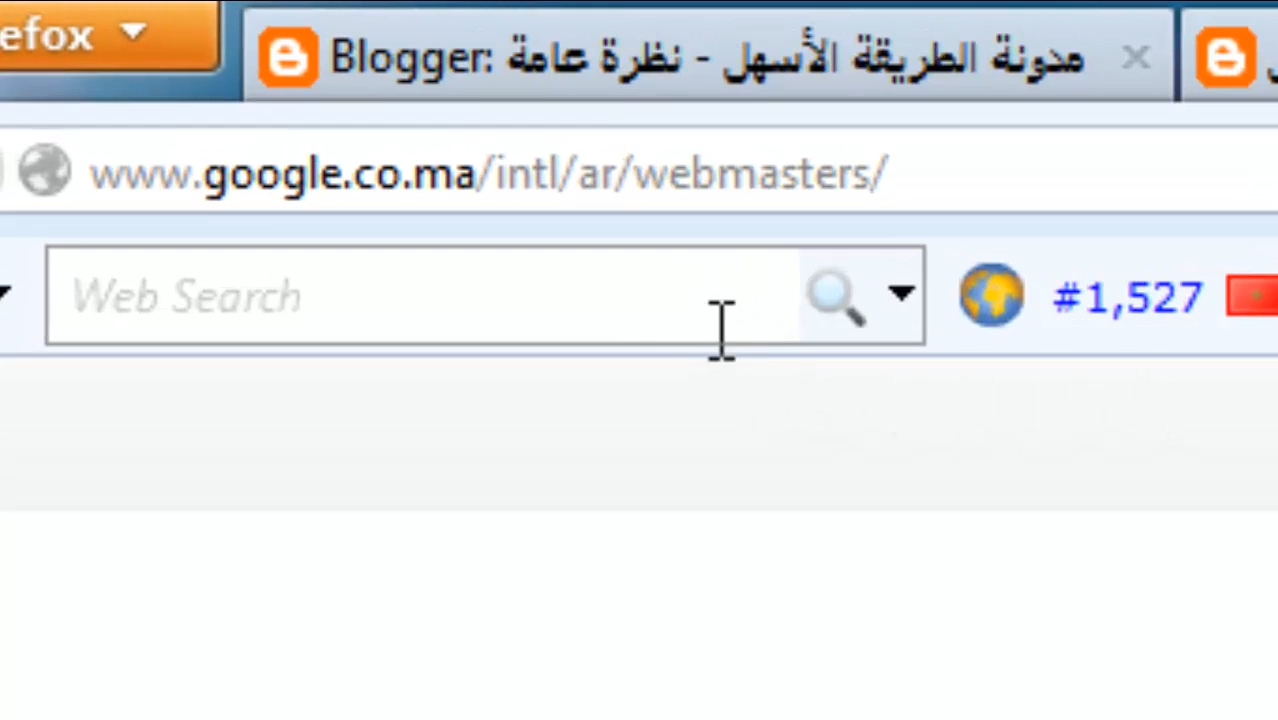 efox
Blogger: مدونة الطريقة الأسهل - نظرة عامة
www.google.co.ma/intl/ar/webmasters/
Web Search
#1,527